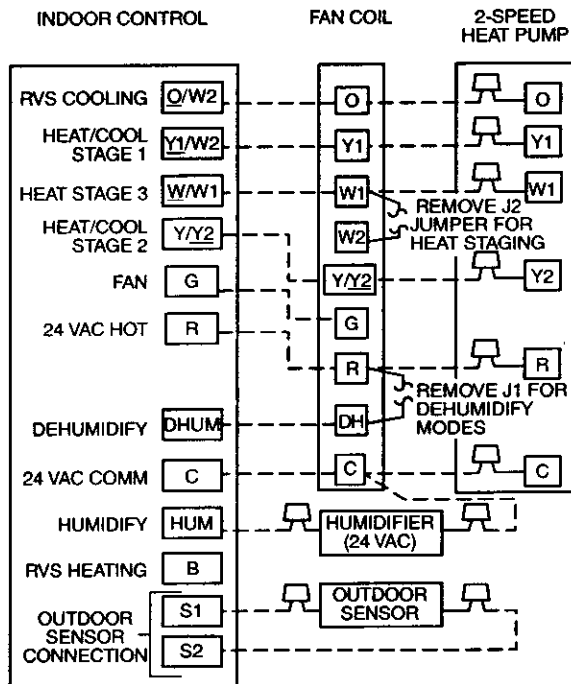 INDOOR CONTROL
FAN COIL
2-SPEED
HEAT PUMP
RVS COOLING
O/W2
O
O
HEAT/COOL
STAGE 1
Y1/W2
Y1
Y1
HEAT STAGE 3
W/W1
W1
W1
REMOVE J2
JUMPER FOR
HEAT STAGING
HEAT/COOL
STAGE 2
Y/Y2
W2
Y/Y2
Y2
FAN
G
G
24 VAC HOT
R
R
R
REMOVE J1 FOR
DEHUMIDIFY
MODES
DEHUMIDIFY
DHUM
DH
24 VAC COMM
C
C
C
HUMIDIFY
HUM
HUMIDIFIER
(24 VAC)
RVS HEATING
B
OUTDOOR
SENSOR
CONNECTION
S1
S2
OUTDOOR
SENSOR